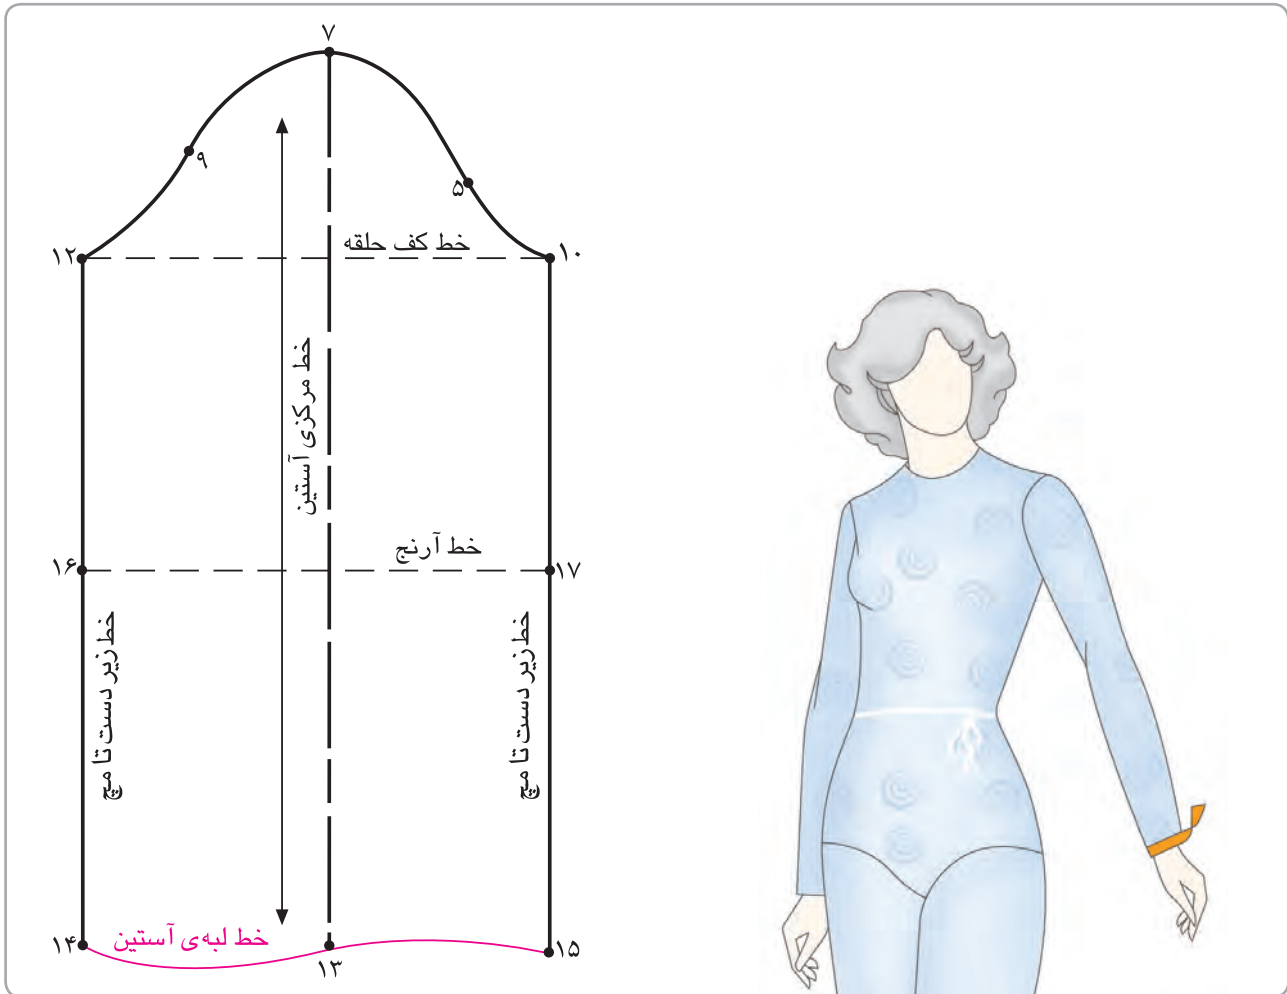 ۷
۹
۵
۱۲
خط کف حلقه
۱۰
خط مرکزی آستین
خط آرنج
۱۶
۱۷
خط زیر دست تا مچ
خط زیر دست تا مچ
۱۴
خط لبه‌ی آستین
۱۳
۱۵